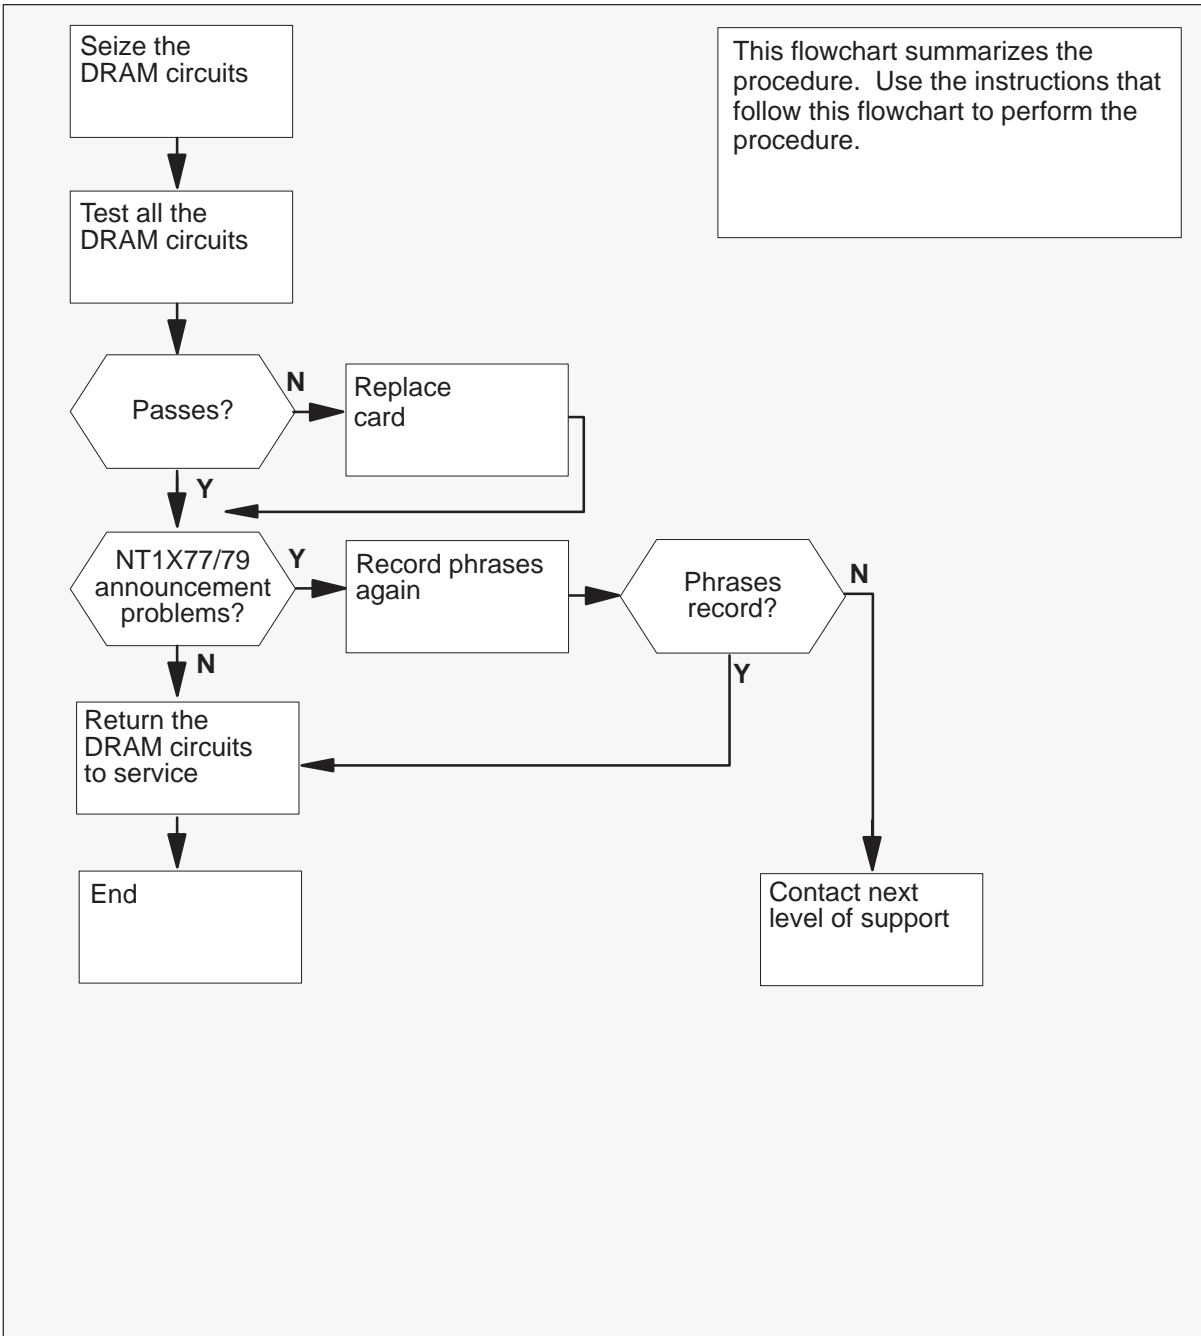 Seize the
DRAM circuits
This flowchart summarizes the
procedure.  Use the instructions that
follow this flowchart to perform the
procedure.
Test all the
DRAM circuits
Passes?
N
Replace
card
Y
NT1X77/79
announcement
problems?
Y
Record phrases
again
Phrases
record?
N
Y
N
Return the
DRAM circuits
to service
End
Contact next
level of support